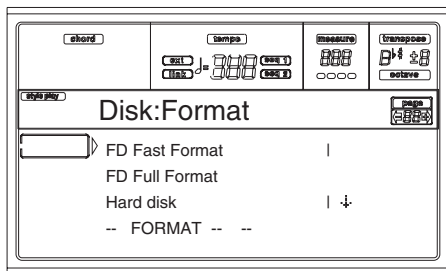 chord
tempo
measure
transpose
ext
seq 1
link
seq 2
octave
style play
Disk:Format
page
FD Fast Format
FD Full Format
Hard disk
-- FORMAT -- --